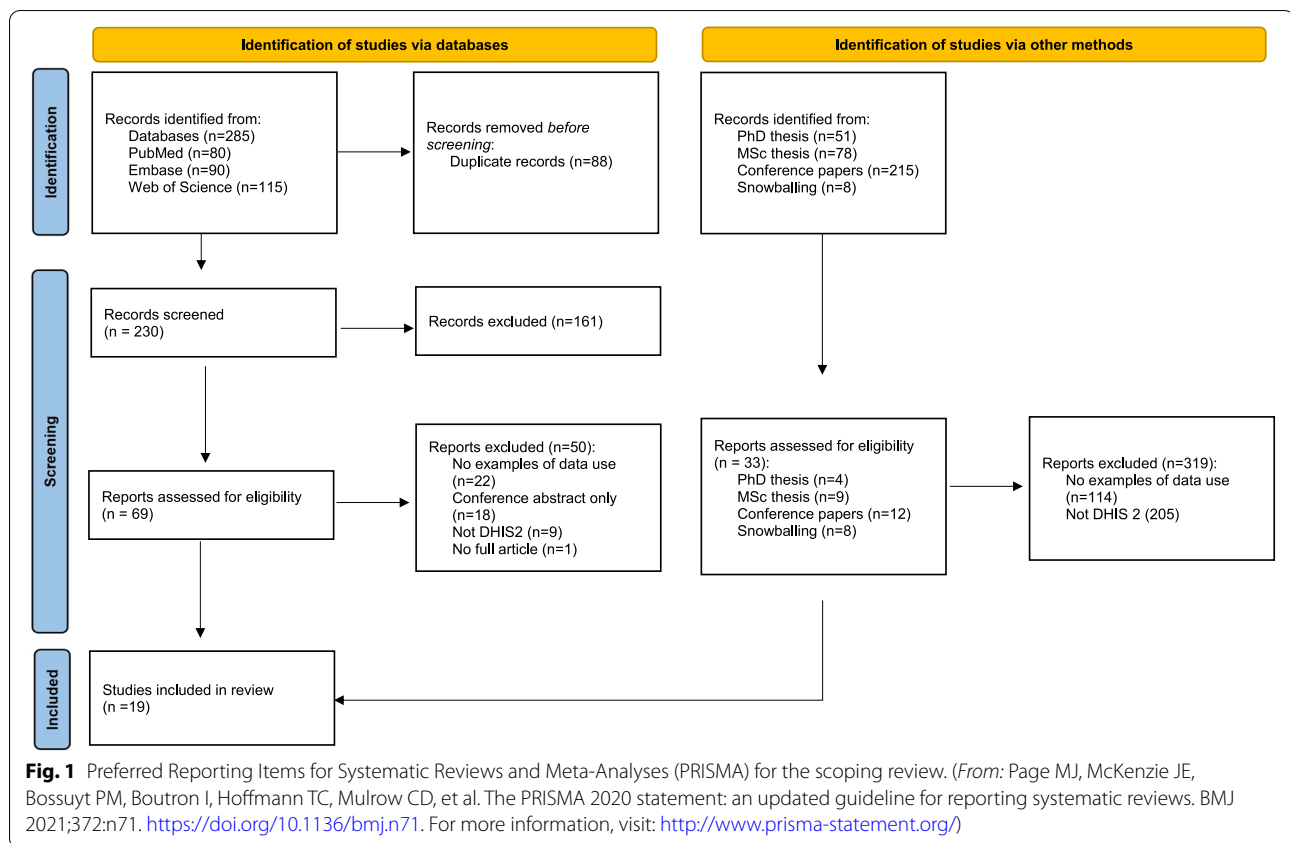 Identification of studies via databases
Identification of studies via other methods
Identification
Records identified from:
Databases (n=285)
PubMed (n=80)
Embase (n=90)
Web of Science (n=115)
Records removed before
screening:
Duplicate records (n=88)
Records identified from:
PhD thesis (n=51)
MSc thesis (n=78)
Conference papers (n=215)
Snowballing (n=8)
Screening
Records screened
(n = 230)
Records excluded (n=161)
Reports assessed for eligibility
(n = 69)
Reports excluded (n=50):
No examples of data use
(n=22)
Conference abstract only
(n=18)
Not DHIS2 (n=9)
No full article (n=1)
Reports assessed for eligibility
(n = 33):
PhD thesis (n=4)
MSc thesis (n=9)
Conference papers (n=12)
Snowballing (n=8)
Reports excluded (n=319):
No examples of data use
(n=114)
Not DHIS 2 (205)
Included
Studies included in review
(n =19)
Fig. 1 Preferred Reporting Items for Systematic Reviews and Meta-Analyses (PRISMA) for the scoping review. (From: Page MJ, McKenzie JE,
Bossuyt PM, Boutron I, Hoffmann TC, Mulrow CD, et al. The PRISMA 2020 statement: an updated guideline for reporting systematic reviews. BMJ
2021;372:n71. https://doi.org/10.1136/bmj.n71. For more information, visit: http://www.prisma-statement.org/)